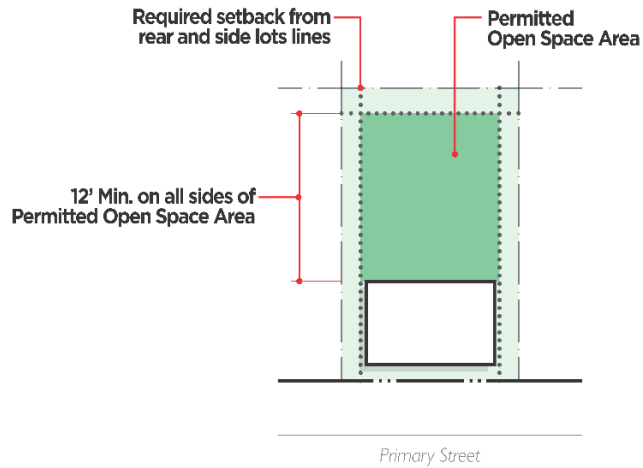 Required setback from
rear and side lots lines
Permitted
Open Space Area
12' Min. on all sides of
Permitted Open Space Area
Primary Street